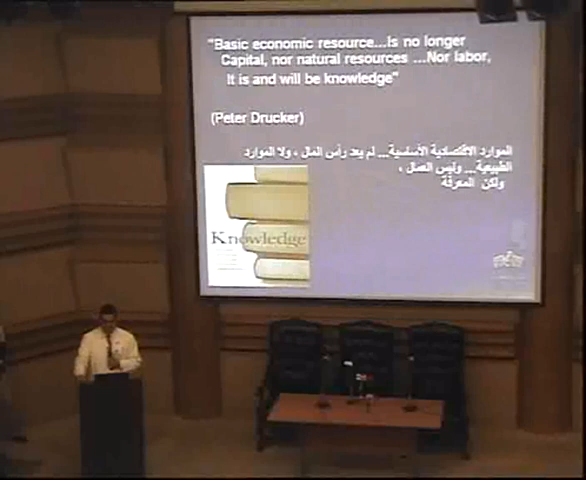 "Basic economic resource...Is no longer
Capital, nor natural resources ...Nor labor,
It is and will be knowledge"
(Peter Drucker)
الموارد الاقتصادية الأساسية... لم يعد رأس المال ، ولا الموارد
الطبيعية... وليس العمال ،
ولكن المعرفة
Knowledge